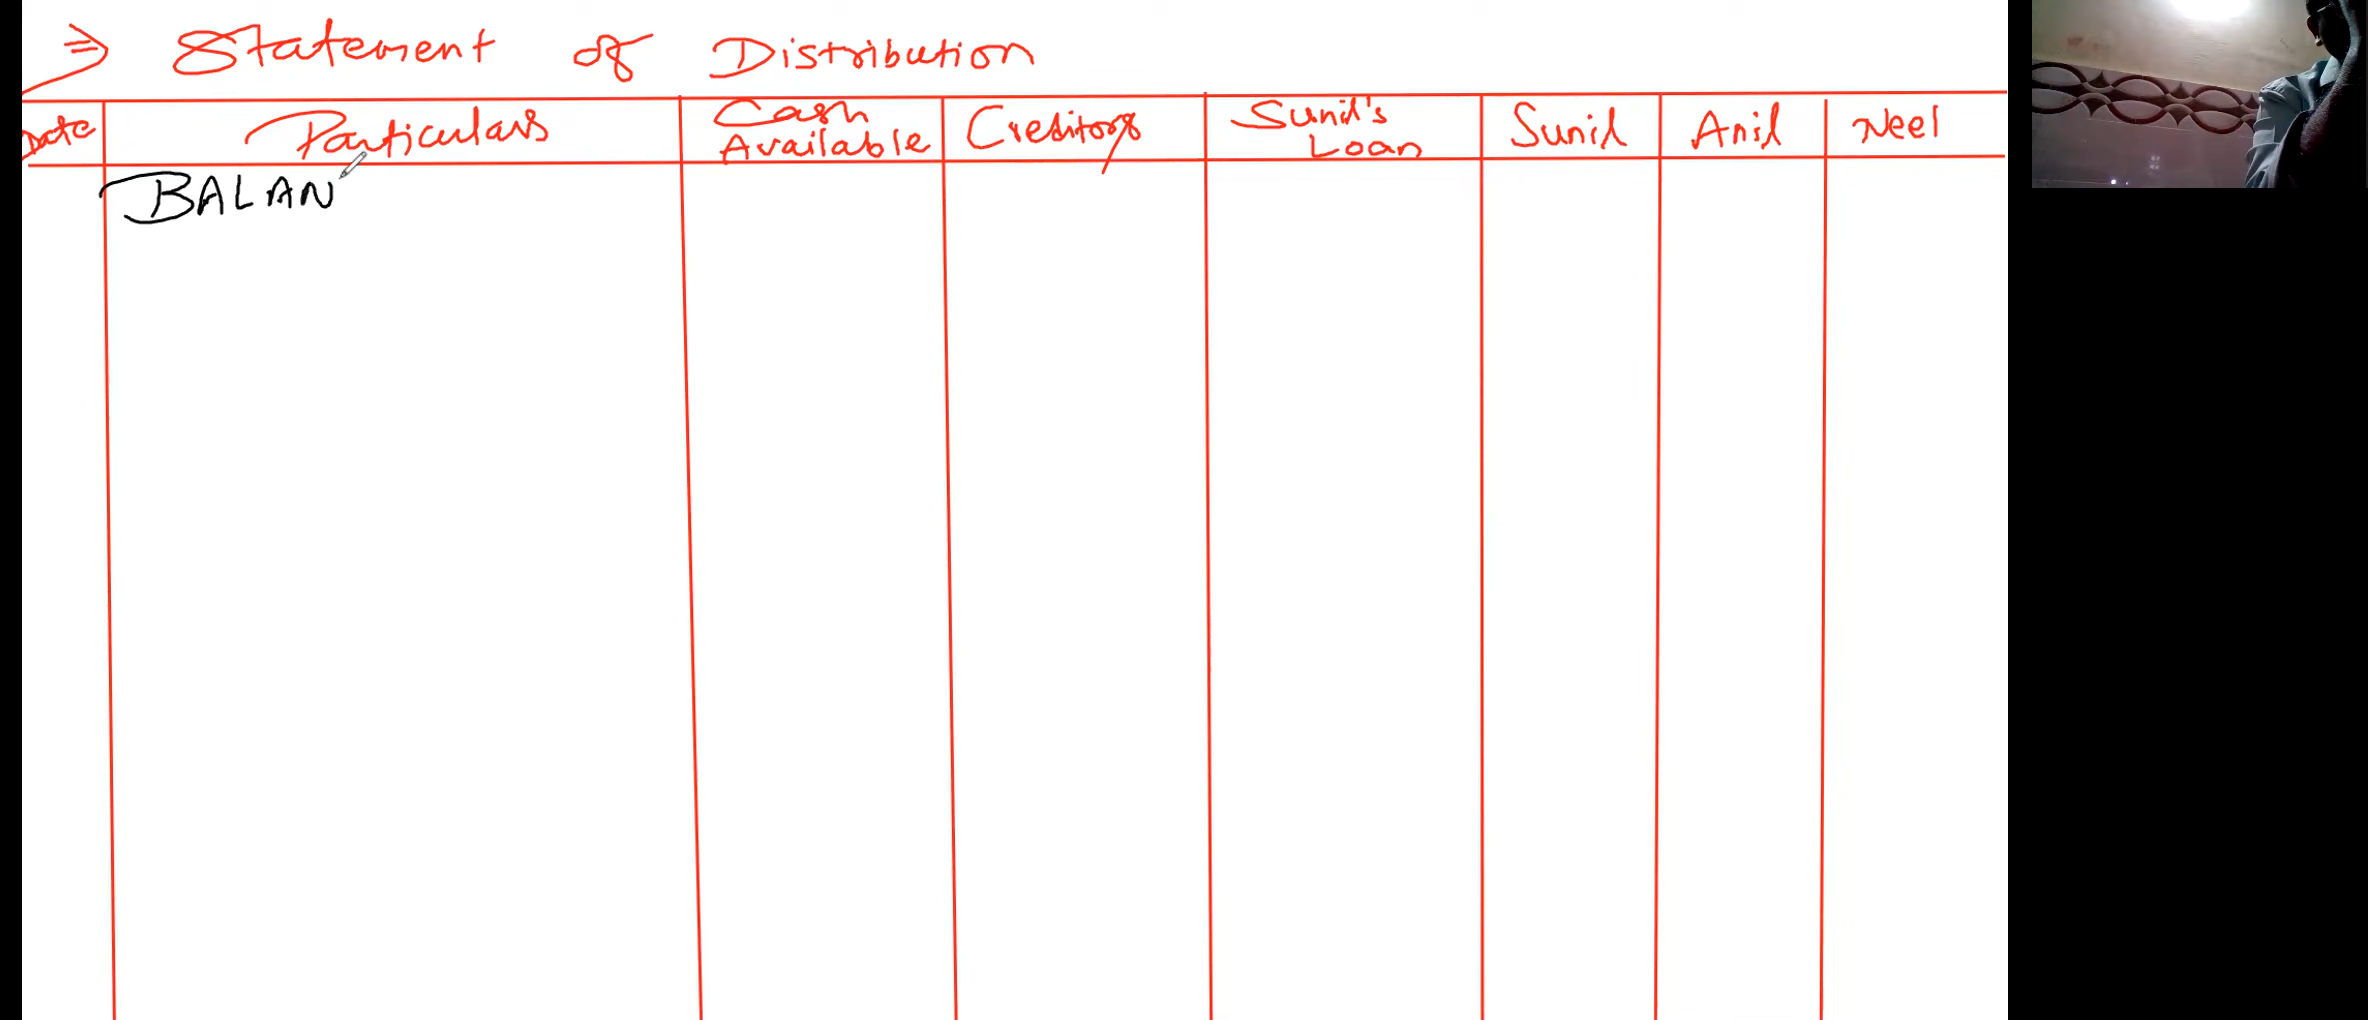 ⇒ Statement of Distribution
Date Particulars Cash Available Creditors Sunil's Loan Sunil Anil Neel
BALAN